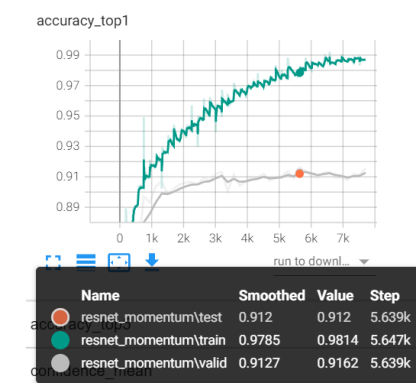 accuracy_top1
0.99
0.97
0.95
0.93
0.91
0.89
0 1k 2k 3k 4k 5k 6k 7k
run to downl...
Name Smoothed Value Step
resnet_momentum\test 0.912 0.912 5.639k
accuracy_top3
resnet_momentum\train 0.9785 0.9814 5.647k
resnet_momentum\valid 0.9127 0.9162 5.639k
confidence_mean